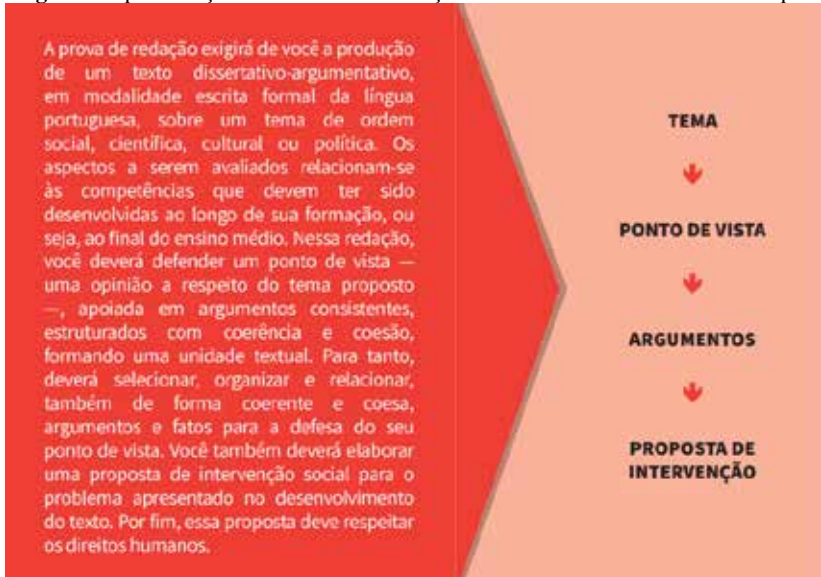 A prova de redação exigirá de você a produção
de um texto dissertativo-argumentativo,
em modalidade escrita formal da língua
portuguesa, sobre um tema de ordem
social, científica, cultural ou política. Os
aspectos a serem avaliados relacionam-se
às competências que devem ter sido
desenvolvidas ao longo de sua formação, ou
seja, ao final do ensino médio. Nessa redação,
você deverá defender um ponto de vista —
uma opinião a respeito do tema proposto
—, apoiada em argumentos consistentes,
estruturados com coerência e coesão,
formando uma unidade textual. Para tanto,
deverá selecionar, organizar e relacionar,
também de forma coerente e coesa,
argumentos e fatos para a defesa do seu
ponto de vista. Você também deverá elaborar
uma proposta de intervenção social para o
problema apresentado no desenvolvimento
do texto. Por fim, essa proposta deve respeitar
os direitos humanos.
TEMA
PONTO DE VISTA
ARGUMENTOS
PROPOSTA DE
INTERVENÇÃO